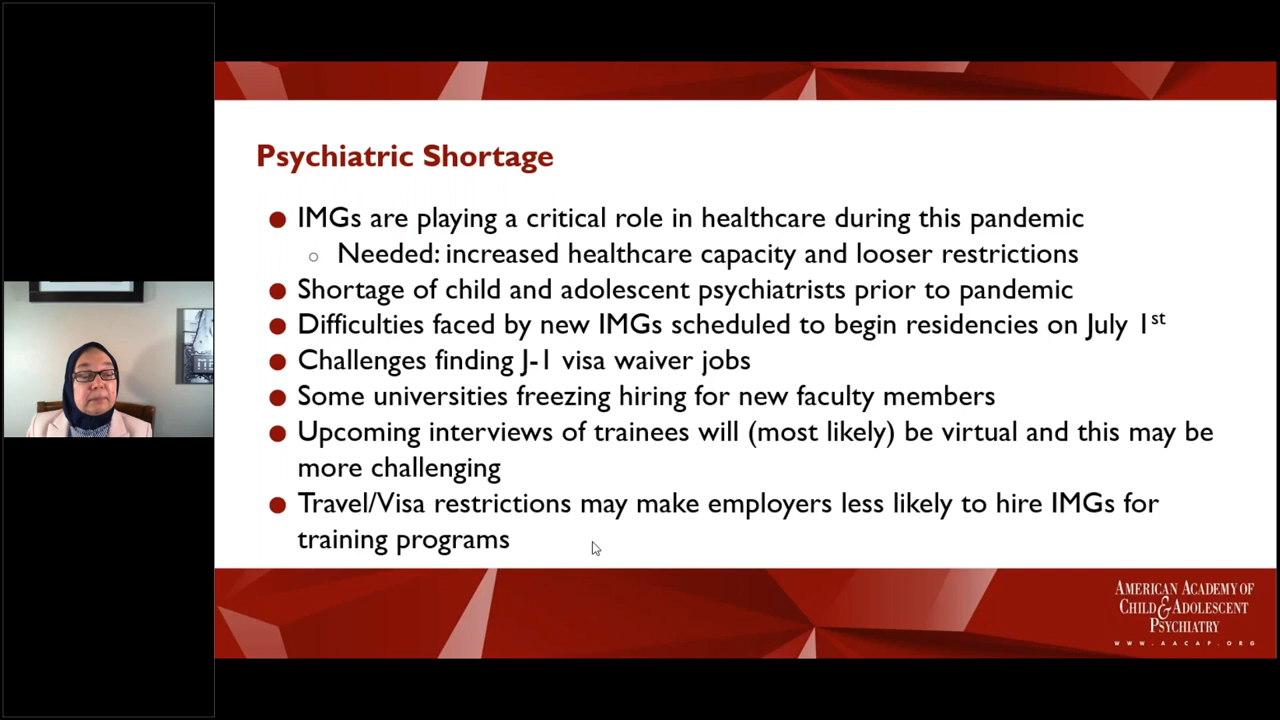 Psychiatric Shortage
● IMGs are playing a critical role in healthcare during this pandemic
○ Needed: increased healthcare capacity and looser restrictions
● Shortage of child and adolescent psychiatrists prior to pandemic
● Difficulties faced by new IMGs scheduled to begin residencies on July 1st
● Challenges finding J-1 visa waiver jobs
● Some universities freezing hiring for new faculty members
● Upcoming interviews of trainees will (most likely) be virtual and this may be
more challenging
● Travel/Visa restrictions may make employers less likely to hire IMGs for
training programs
AMERICAN ACADEMY OF
CHILD & ADOLESCENT
PSYCHIATRY
WWW.AACAP.ORG